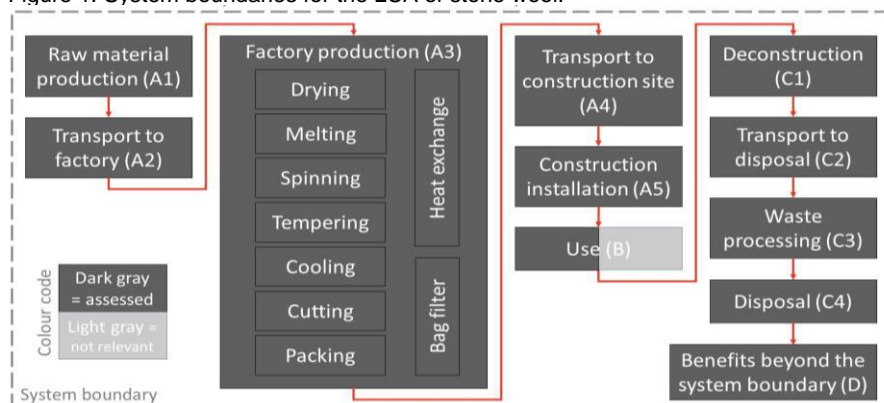 Figure System boundaries for the LCA of stone wool.
Raw material
production (A1)
Transport to
factory (A2)
Colour code
Dark gray
= assessed
Light gray =
not relevant
System boundary
Factory production (A3)
Drying
Melting
Spinning
Tempering
Cooling
Cutting
Packing
Heat exchange
Bag filter
Transport to
construction site
(A4)
Construction
installation (A5)
Use (B)
Deconstruction
(C1)
Transport to
disposal (C2)
Waste
processing (C3)
Disposal (C4)
Benefits beyond the
system boundary (D)